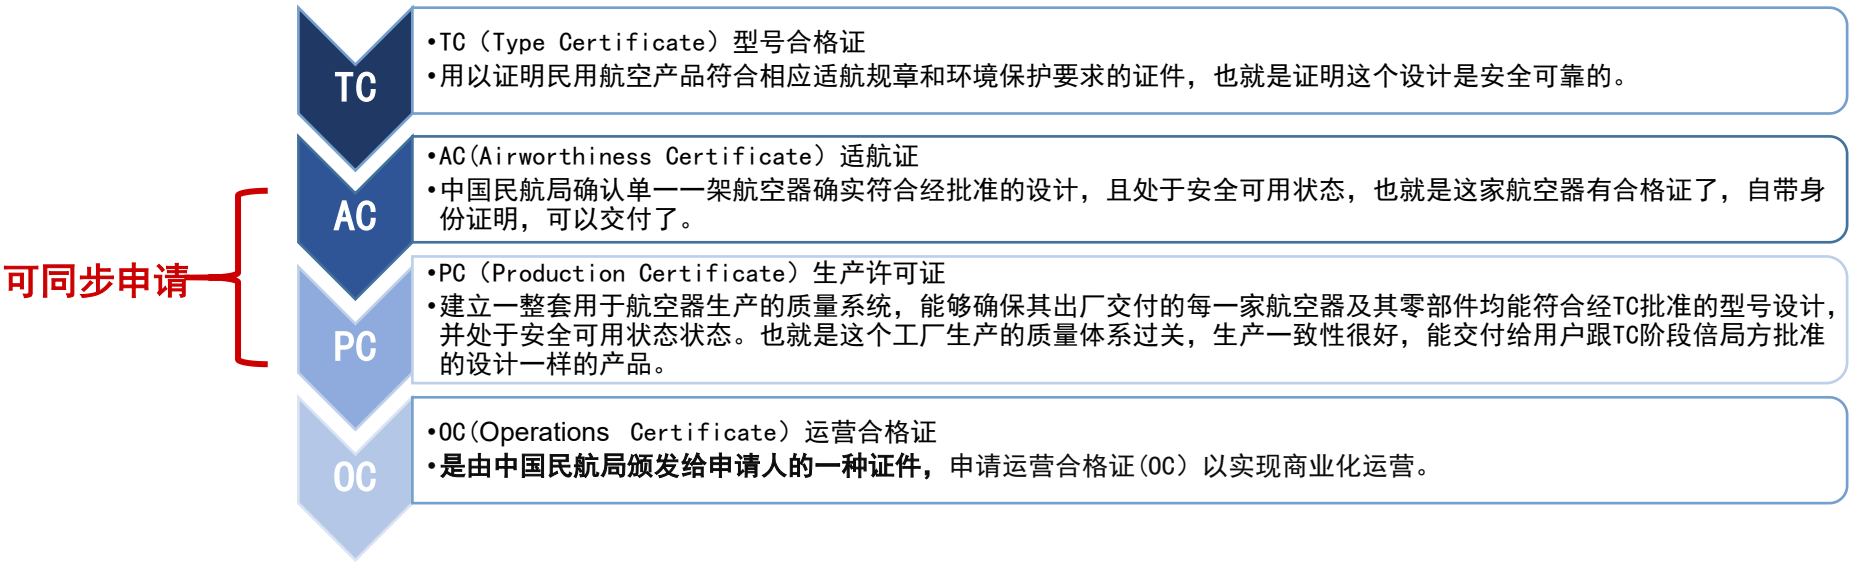 TC
•TC（Type Certificate）型号合格证
•用以证明民用航空产品符合相应适航规章和环境保护要求的证件，也就是证明这个设计是安全可靠的。
AC
•AC(Airworthiness Certificate）适航证
•中国民航局确认单一一架航空器确实符合经批准的设计，且处于安全可用状态，也就是这家航空器有合格证了，自带身
份证明，可以交付了。
可同步申请
PC
•PC（Production Certificate）生产许可证
•建立一整套用于航空器生产的质量系统，能够确保其出厂交付的每一家航空器及其零部件均能符合经TC批准的型号设计，
并处于安全可用状态状态。也就是这个工厂生产的质量体系过关，生产一致性很好，能交付给用户跟TC阶段倍局方批准
的设计一样的产品。
OC
•OC(Operations Certificate）运营合格证
•是由中国民航局颁发给申请人的一种证件，申请运营合格证(OC）以实现商业化运营。